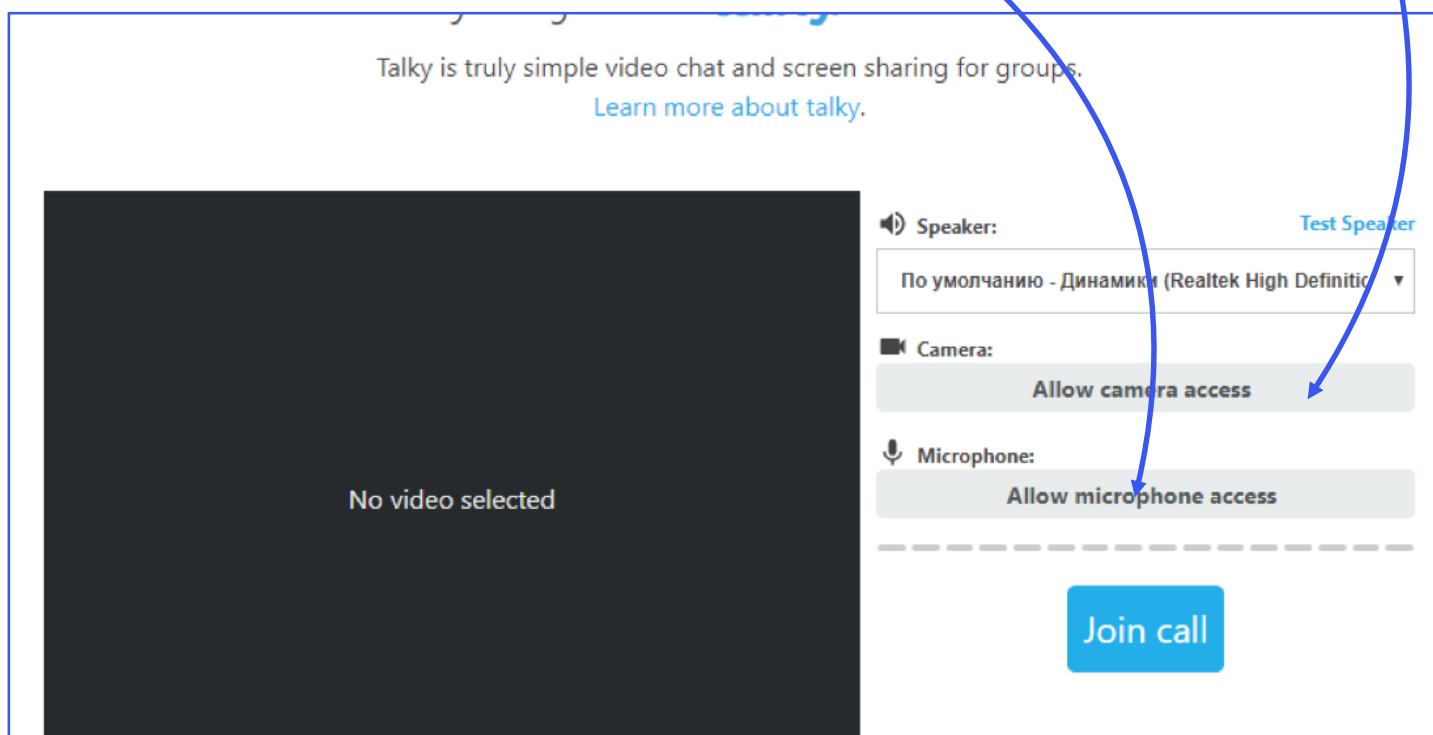 Talky is truly simple video chat and screen sharing for groups.
Learn more about talky.
Speaker:
Test Speaker
По умолчанию - Динамики (Realtek High Definitic
Camera:
Allow camera access
Microphone:
Allow microphone access
No video selected
Join call